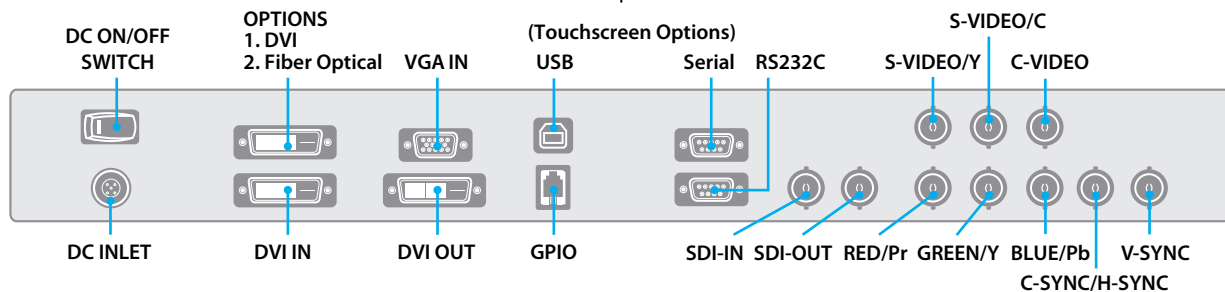 OPTIONS
1. DVI
2. Fiber Optical
DC ON/OFF
SWITCH
VGA IN
(Touchscreen Options)
USB
Serial
RS232C
S-VIDEO/Y
S-VIDEO/C
C-VIDEO
DC INLET
DVI IN
DVI OUT
GPIO
SDI-IN
SDI-OUT
RED/Pr
GREEN/Y
BLUE/Pb
C-SYNC/H-SYNC
V-SYNC